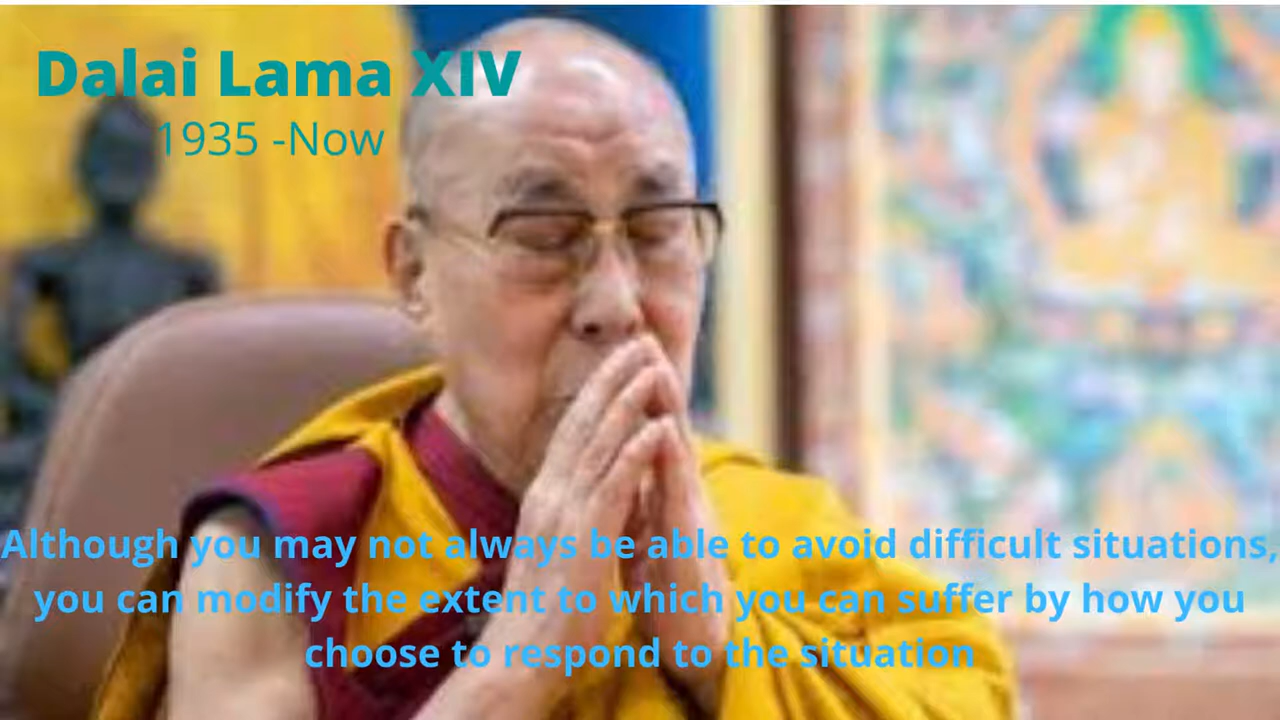 Dalai Lama XIV
1935 -Now
Although you may not always be able to avoid difficult situations,
you can modify the extent to which you can suffer by how you
choose to respond to the situation